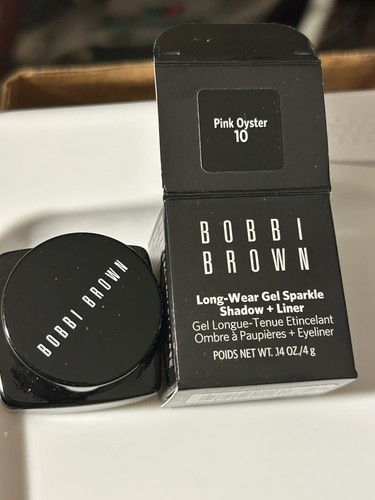 Pink Oyster
10
BOBBI
BROWN
Long-Wear Gel Sparkle
Shadow + Liner
Gel Longue-Tenue Etincelant
Ombre à Paupières + Eyeliner
POIDS NET WT. .14 OZ./4 g
BOBBI BROWN